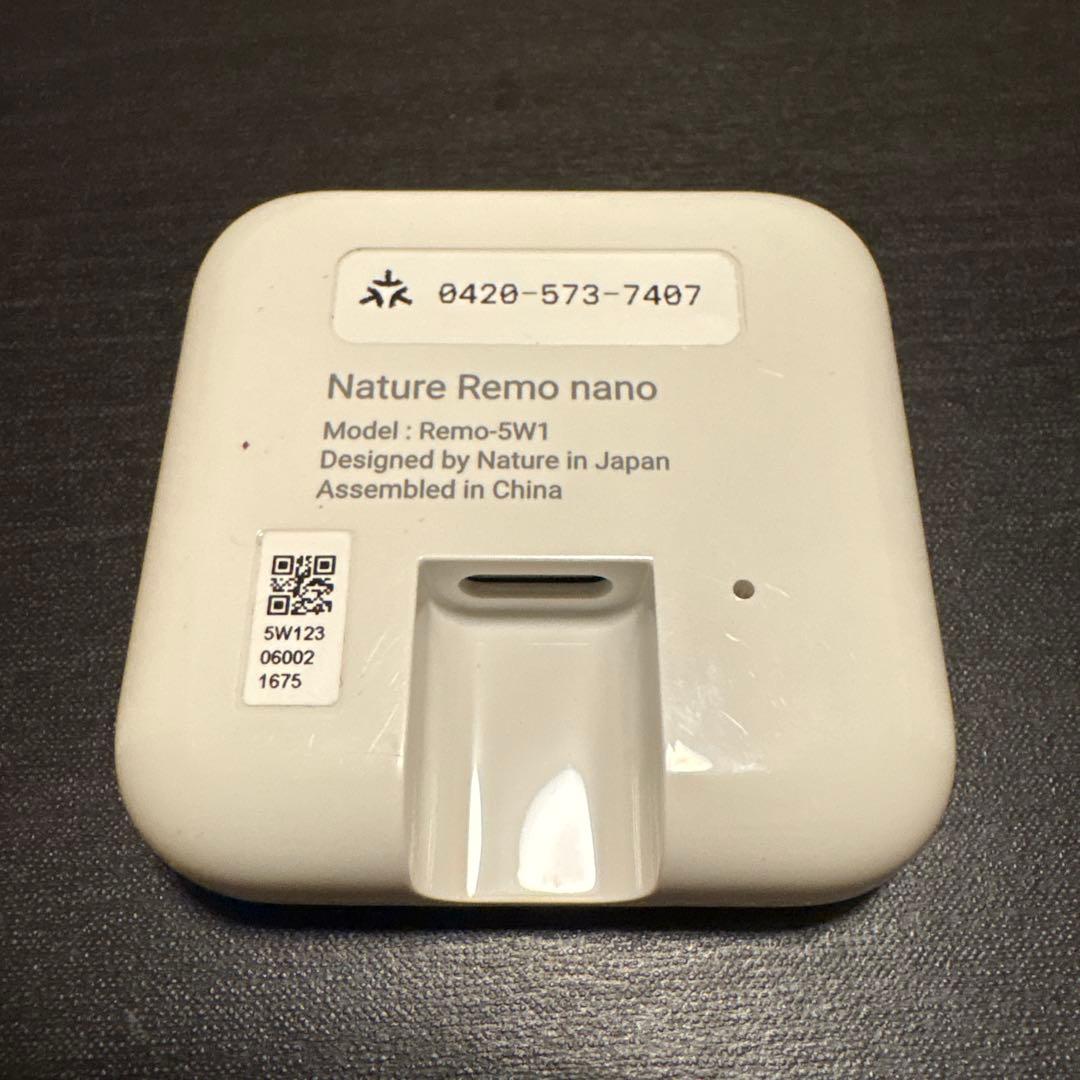 0420-573-7407
Nature Remo nano
Model : Remo-5W1
Designed by Nature in Japan
Assembled in China
5W123
06002
1675